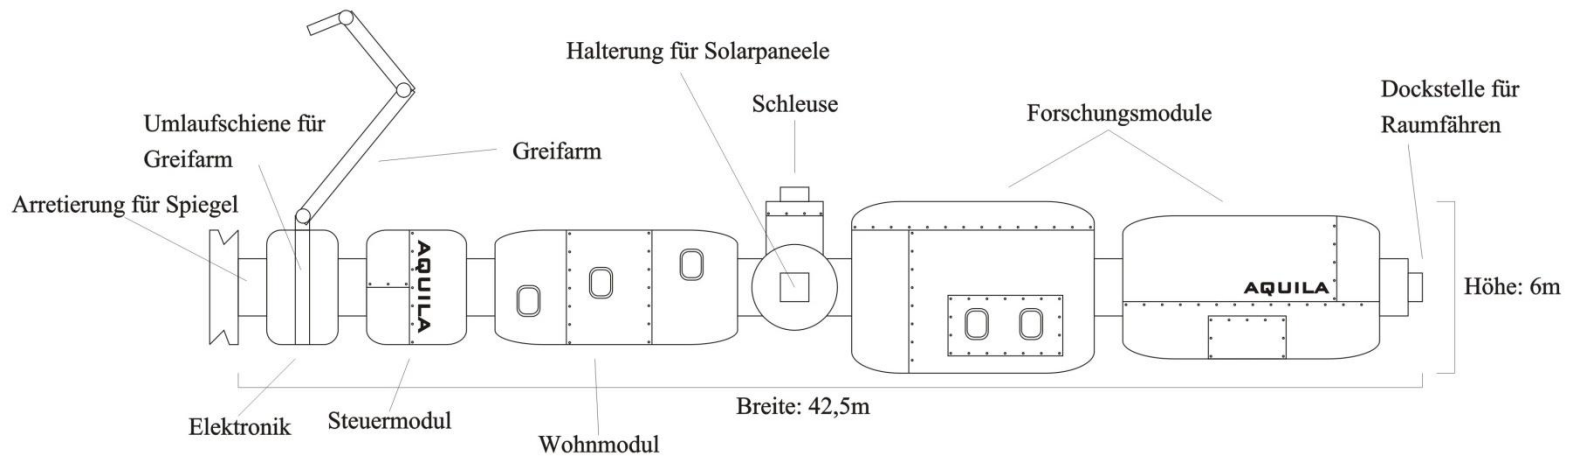 Halterung für Solarpaneele
Schleuse
Forschungsmodule
Dockstelle für
Raumfähren
Umlaufschiene für
Greifarm
Greifarm
Arretierung für Spiegel
AQUILA
AQUILA
Höhe: 6m
Breite: 42,5m
Elektronik
Steuermodul
Wohnmodul